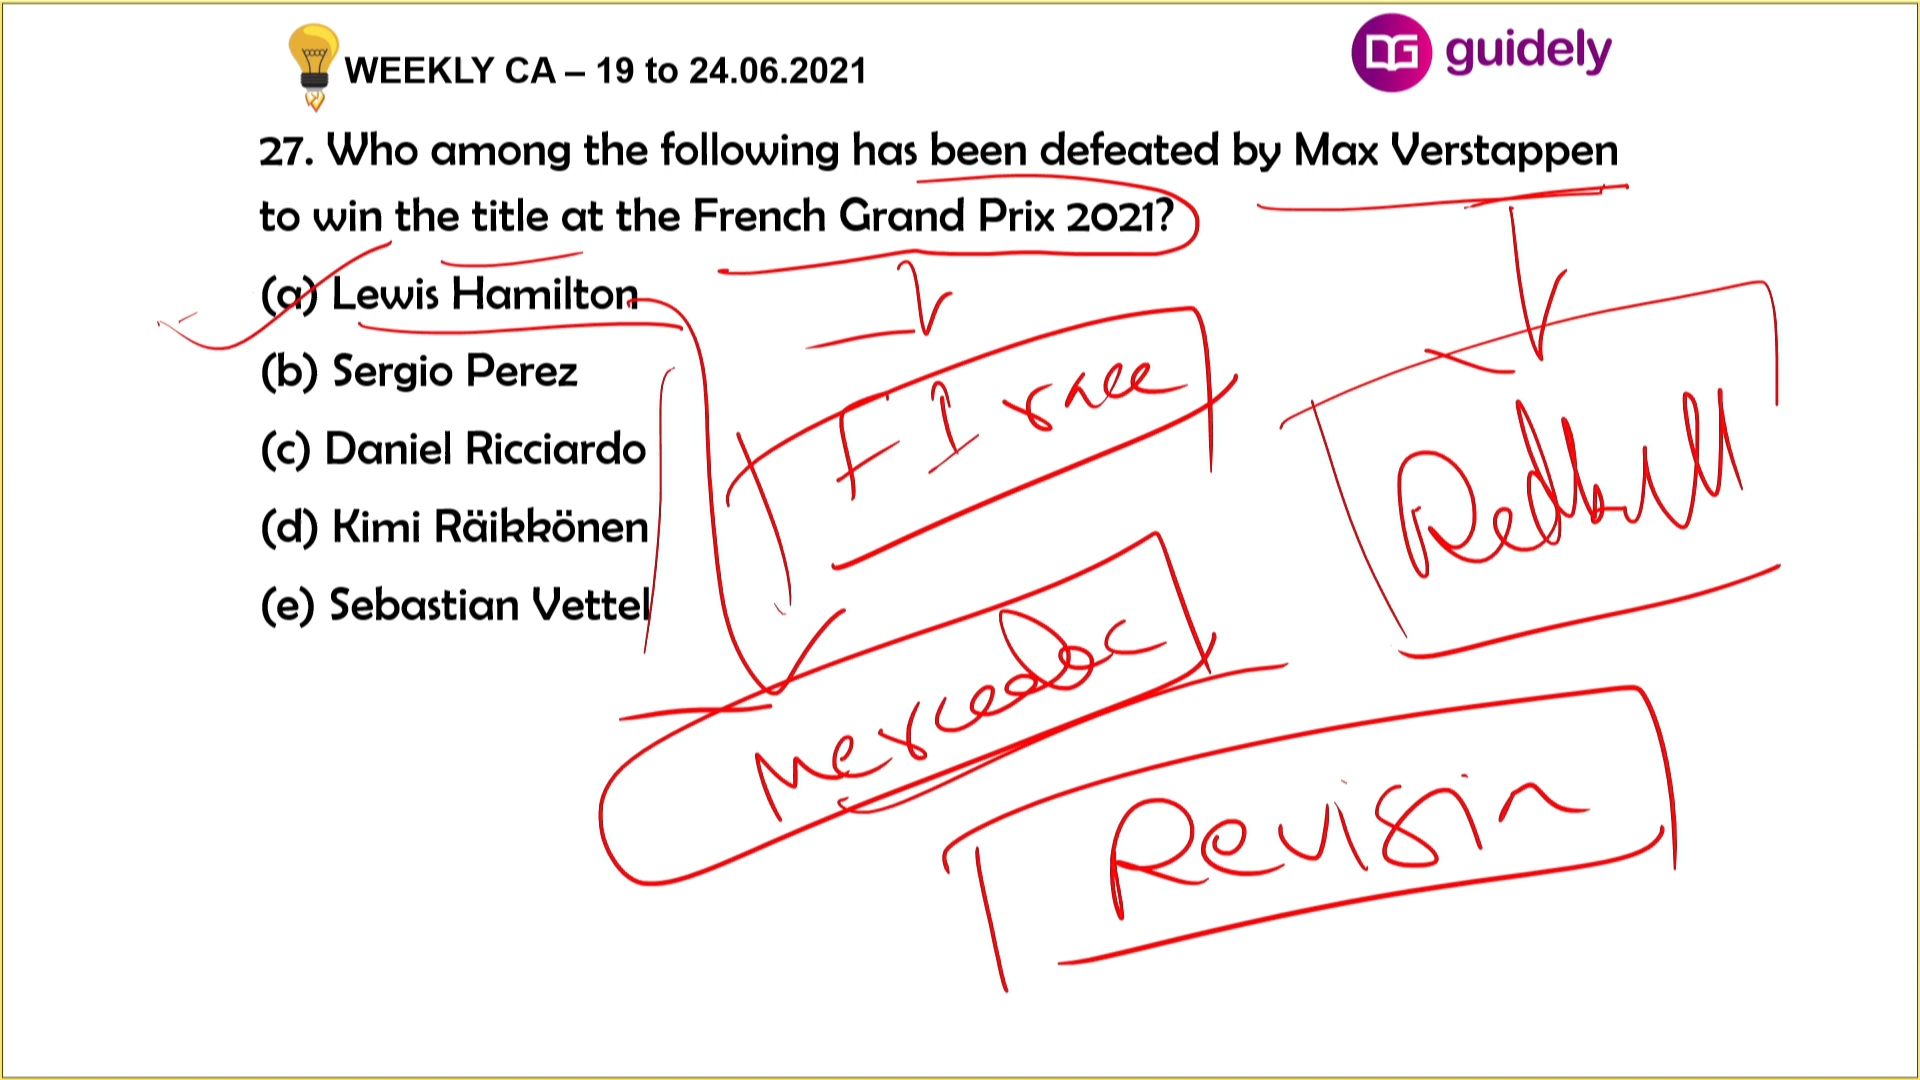 WEEKLY CA – 19 to 24.06.2021
DG guidely
27. Who among the following has been defeated by Max Verstappen
to win the title at the French Grand Prix 2021?
(a) Lewis Hamilton
(b) Sergio Perez
(c) Daniel Ricciardo
(d) Kimi Räikkönen
(e) Sebastian Vettel
F1 race
Redbull
Mercedec
Revision